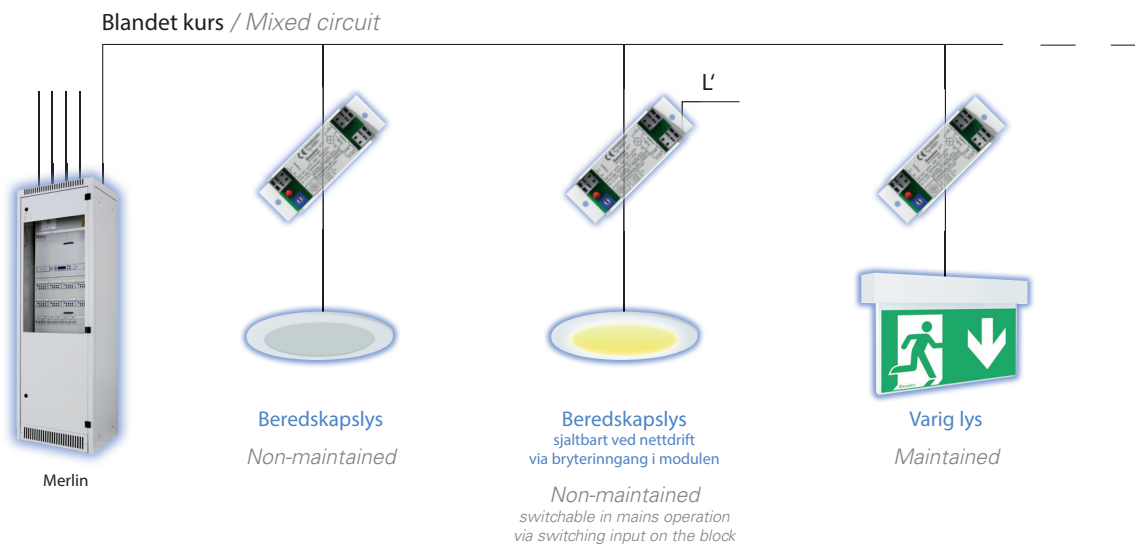 Blandet kurs / Mixed circuit
L‘
Merlin
Beredskapslys
Non-maintained
Beredskapslys
sjaltbart ved nettdrift
via bryterinngang i modulen
Non-maintained
switchable in mains operation
via switching input on the block
Varig lys
Maintained